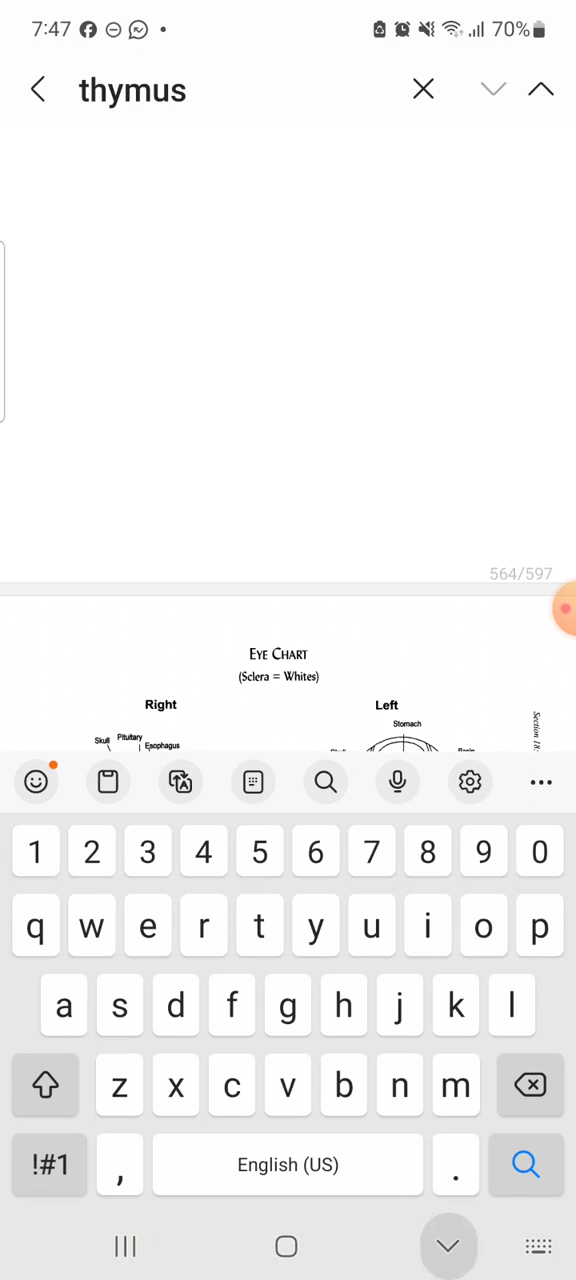 7:47 70%
thymus
564/597
EYE CHART
(Sclera = Whites)
Right Left
Stomach
Skull Pituitary
Esophagus
Section 18:
1 2 3 4 5 6 7 8 9 0
q w e r t y u i o p
a s d f g h j k l
z x c v b n m
!#1 , English (US) .